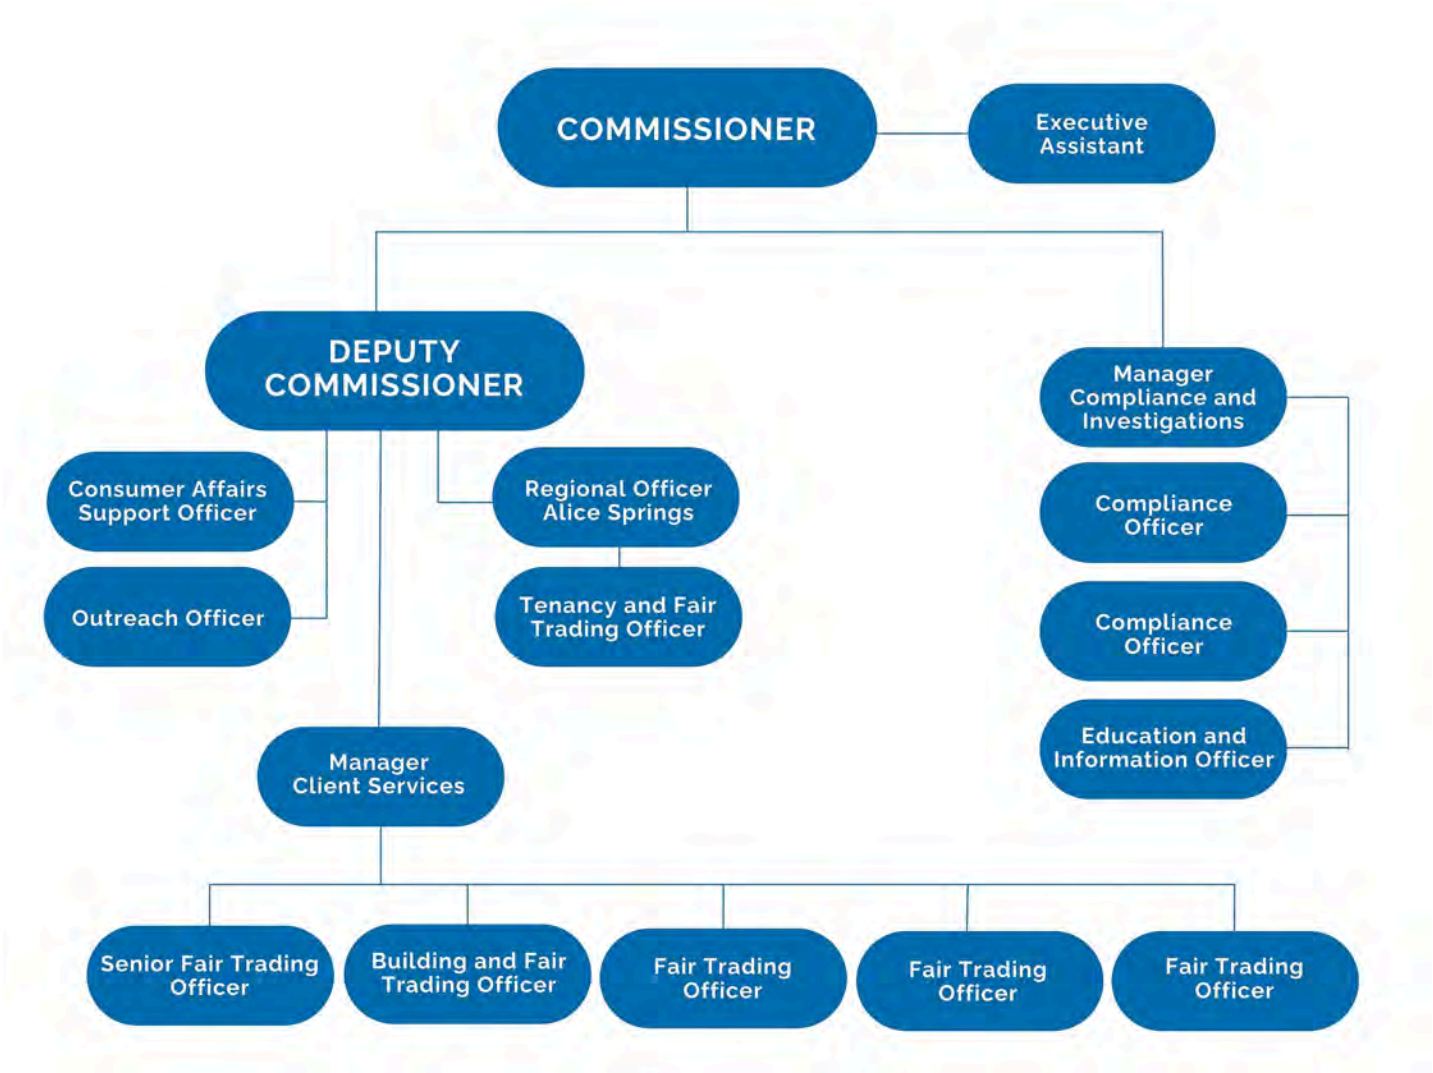 COMMISSIONER
Executive
Assistant
DEPUTY
COMMISSIONER
Manager
Compliance and
Investigations
Consumer Affairs
Support Officer
Regional Officer
Alice Springs
Compliance
Officer
Outreach Officer
Tenancy and Fair
Trading Officer
Compliance
Officer
Manager
Client Services
Education and
Information Officer
Senior Fair Trading
Officer
Building and Fair
Trading Officer
Fair Trading
Officer
Fair Trading
Officer
Fair Trading
Officer